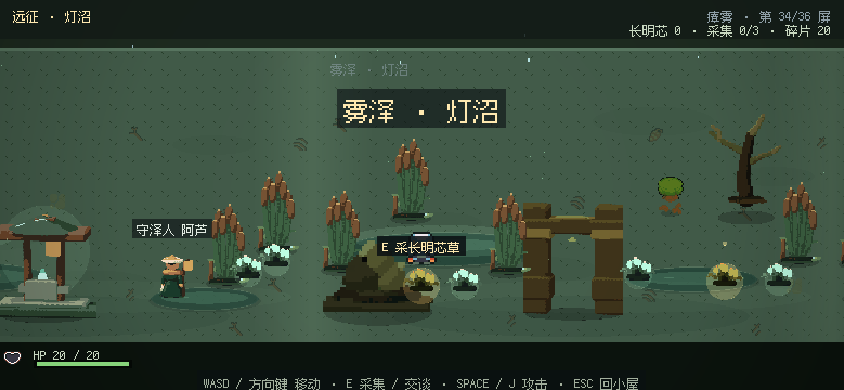 远征 · 灯沼
瘴雾 · 第 34/36 屏
长明芯 0 · 采集 0/3 · 碎片 20
雾泽 · 灯沼
雾泽 · 灯沼
守泽人 阿芦
E 采长明芯草
HP 20 / 20
WASD / 方向键 移动 · E 采集 / 交谈 · SPACE / J 攻击 · ESC 回小屋